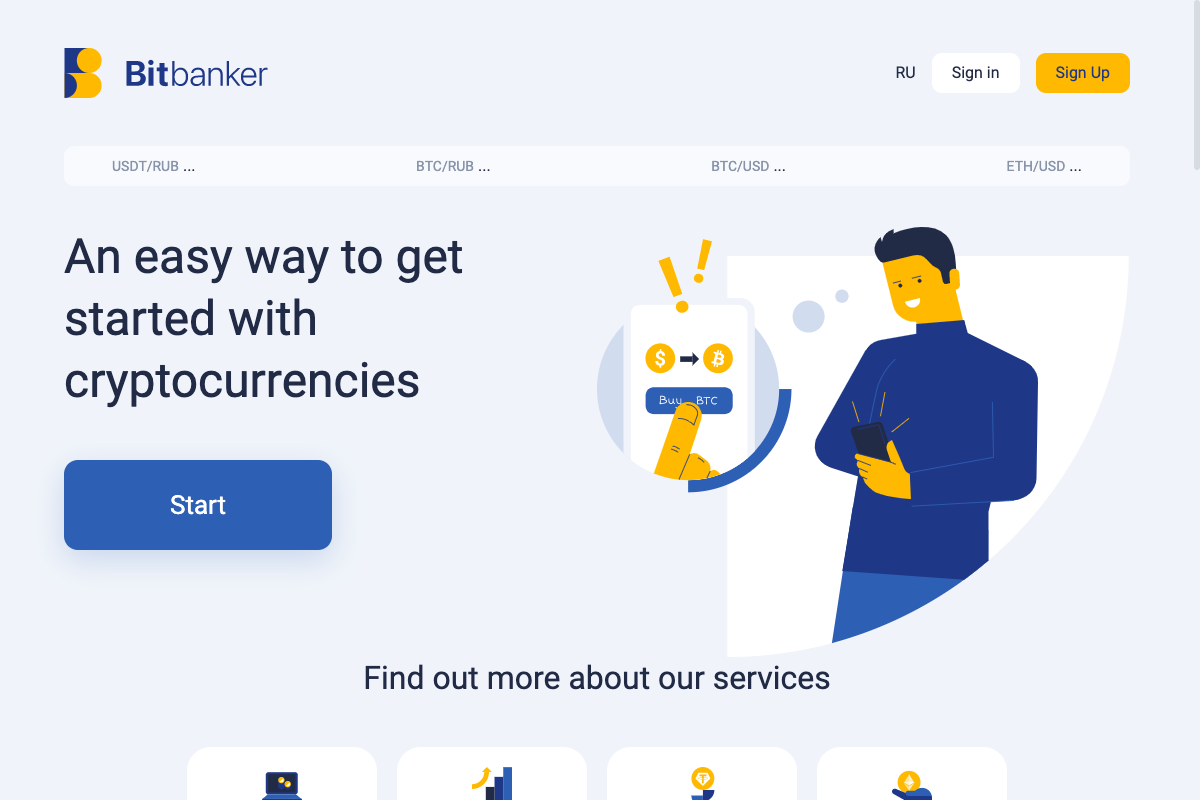 Bitbanker
RU
Sign in
Sign Up
USDT/RUB ...
BTC/RUB ...
BTC/USD ...
ETH/USD ...
An easy way to get
started with
cryptocurrencies
Buy BTC
Start
Find out more about our services